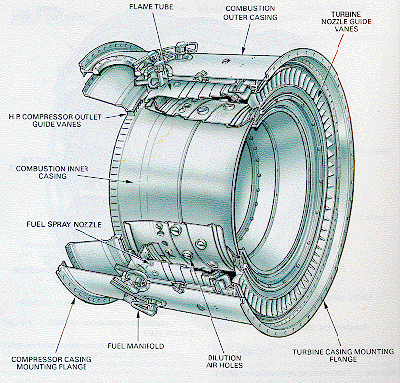 FLAME TUBE
COMBUSTION
OUTER CASING
TURBINE
NOZZLE GUIDE
VANES
H.P. COMPRESSOR OUTLET
GUIDE VANES
COMBUSTION INNER
CASING
FUEL SPRAY NOZZLE
FUEL MANIFOLD
COMPRESSOR CASING
MOUNTING FLANGE
DILUTION
AIR HOLES
TURBINE CASING MOUNTING
FLANGE